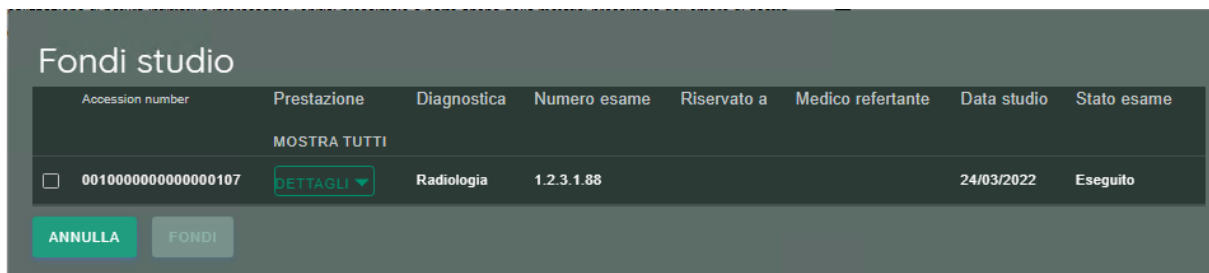 Fondi studio
Accession number Prestazione Diagnostica Numero esame Riservato a Medico refertante Data studio Stato esame
MOSTRA TUTTI
0010000000000000107 DETTAGLI Radiologia 1.2.3.1.88 24/03/2022 Eseguito
ANNULLA FONDI